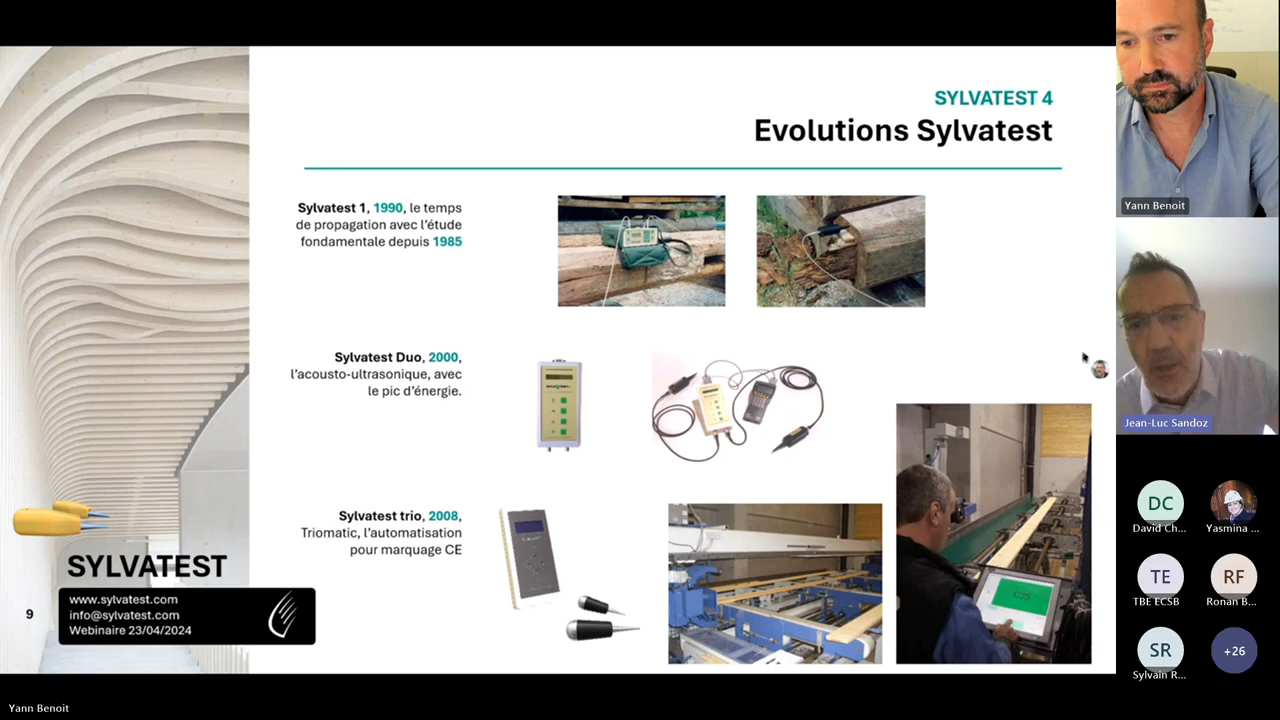 SYLVATEST 4
Evolutions Sylvatest
Sylvatest 1, 1990, le temps
de propagation avec l'étude
fondamentale depuis 1985
Sylvatest Duo, 2000,
l'acousto-ultrasonique, avec
le pic d'énergie.
Sylvatest trio, 2008,
Triomatic, l'automatisation
pour marquage CE
C35
SYLVATEST
www.sylvatest.com
info@sylvatest.com
Webinaire 23/04/2024
9
Yann Benoit
Jean-Luc Sandoz
DC
David Ch...
Yasmina ...
TE
TBE ECSB
RF
Ronan B...
SR
Sylvain R...
+26
Yann Benoit